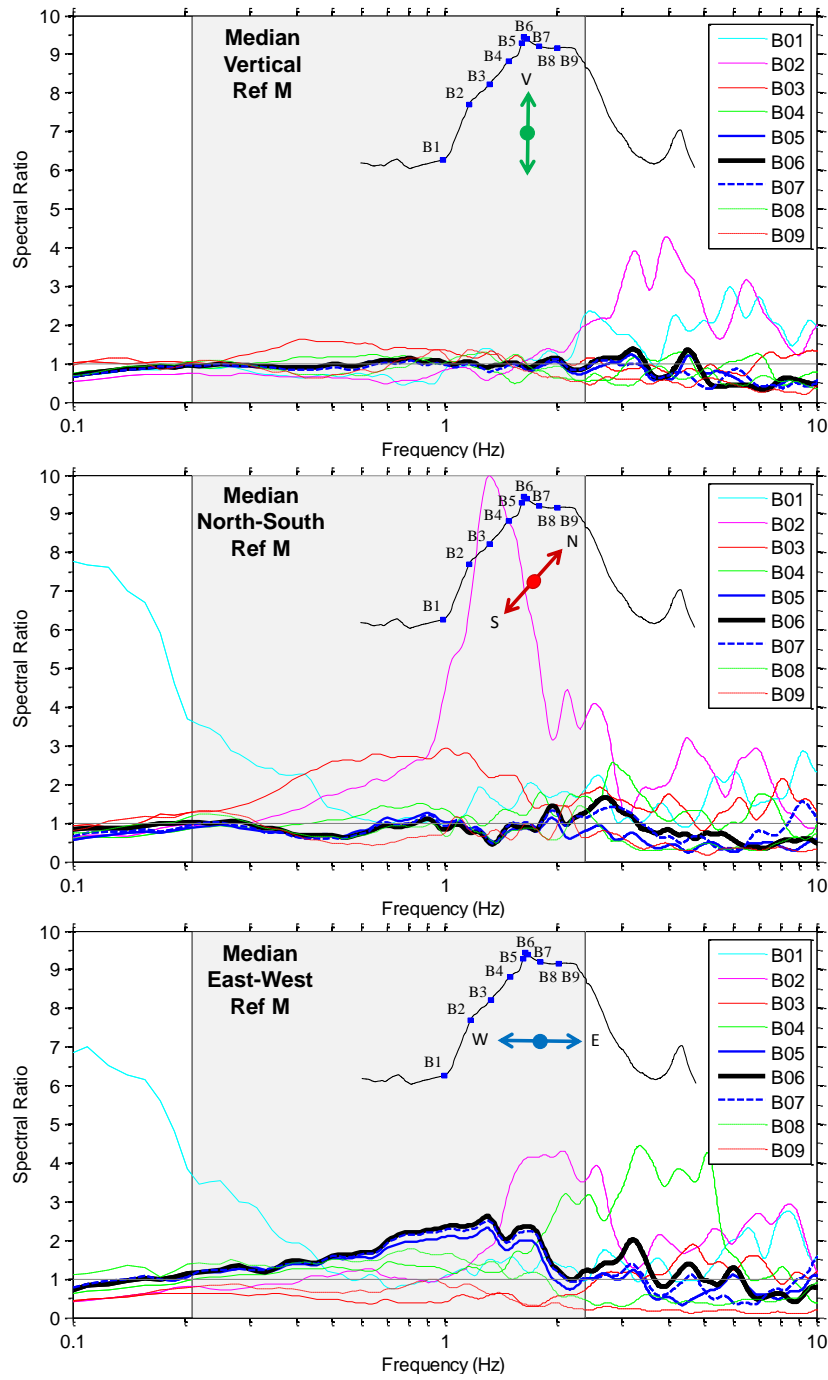 10
9
8
7
6
5
4
3
2
1
0
Spectral Ratio
Median
Vertical
Ref M
B1
B2
B3
B4
B5
B6
B7
B8 B9
V
B01
B02
B03
B04
B05
B06
B07
B08
B09
0.1
1
10
Frequency (Hz)
10
9
8
7
6
5
4
3
2
1
0
Spectral Ratio
Median
North-South
Ref M
B1
B2
B3
B4
B5
B6
B7
B8 B9
N
S
B01
B02
B03
B04
B05
B06
B07
B08
B09
0.1
1
10
Frequency (Hz)
10
9
8
7
6
5
4
3
2
1
0
Spectral Ratio
Median
East-West
Ref M
B1
B2
B3
B4
B5
B6
B7
B8 B9
W
E
B01
B02
B03
B04
B05
B06
B07
B08
B09
0.1
1
10
Frequency (Hz)